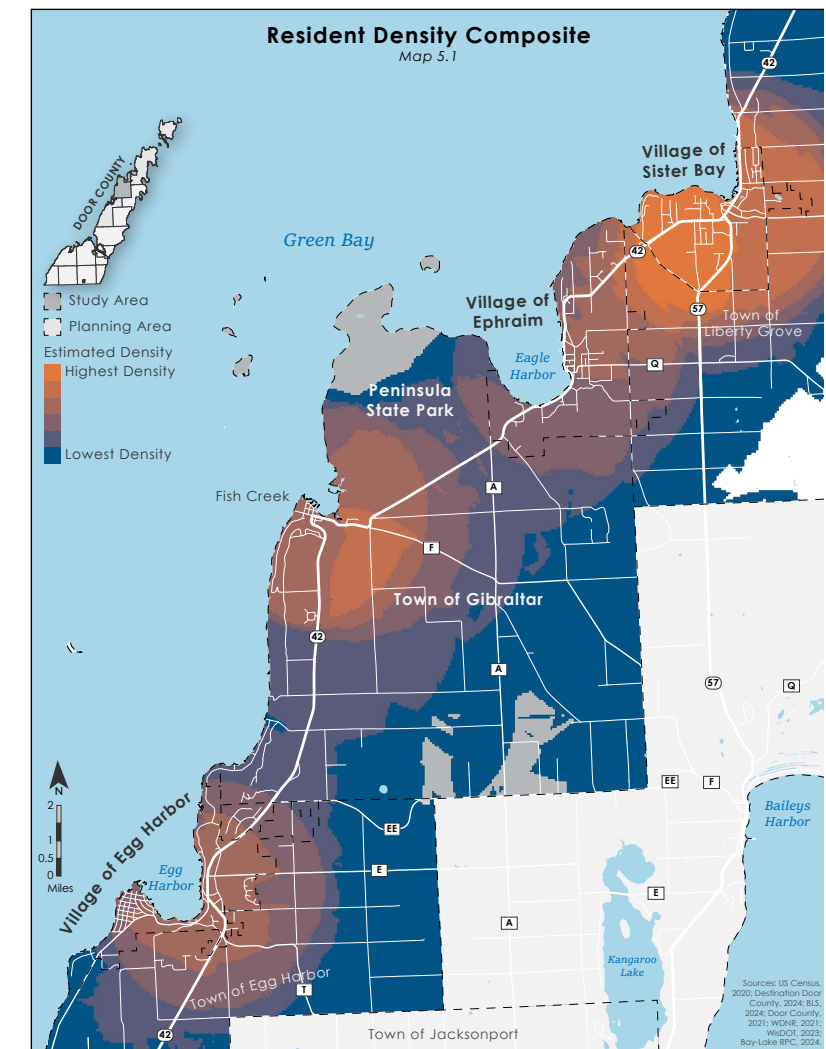 Resident Density Composite
Map 5.1
42
Village of
Sister Bay
DOOR COUNTY
Green Bay
42
Study Area
Planning Area
Village of
Ephraim
57
Town of
Liberty Grove
Estimated Density
Highest Density
Lowest Density
Eagle
Harbor
Q
Peninsula
State Park
A
Fish Creek
F
Town of Gibraltar
42
A
57
Q
N
2
1
0.5
0
Miles
EE
F
Baileys
Harbor
Village of Egg Harbor
EE
Egg
Harbor
E
E
A
Kangaroo
Lake
Town of Egg Harbor
T
42
Town of Jacksonport
Sources: US Census,
2020; Destination Door
County, 2024; BLS,
2024; Door County,
2021; WDNR, 2021;
WisDOT, 2023;
Bay-Lake RPC, 2024.